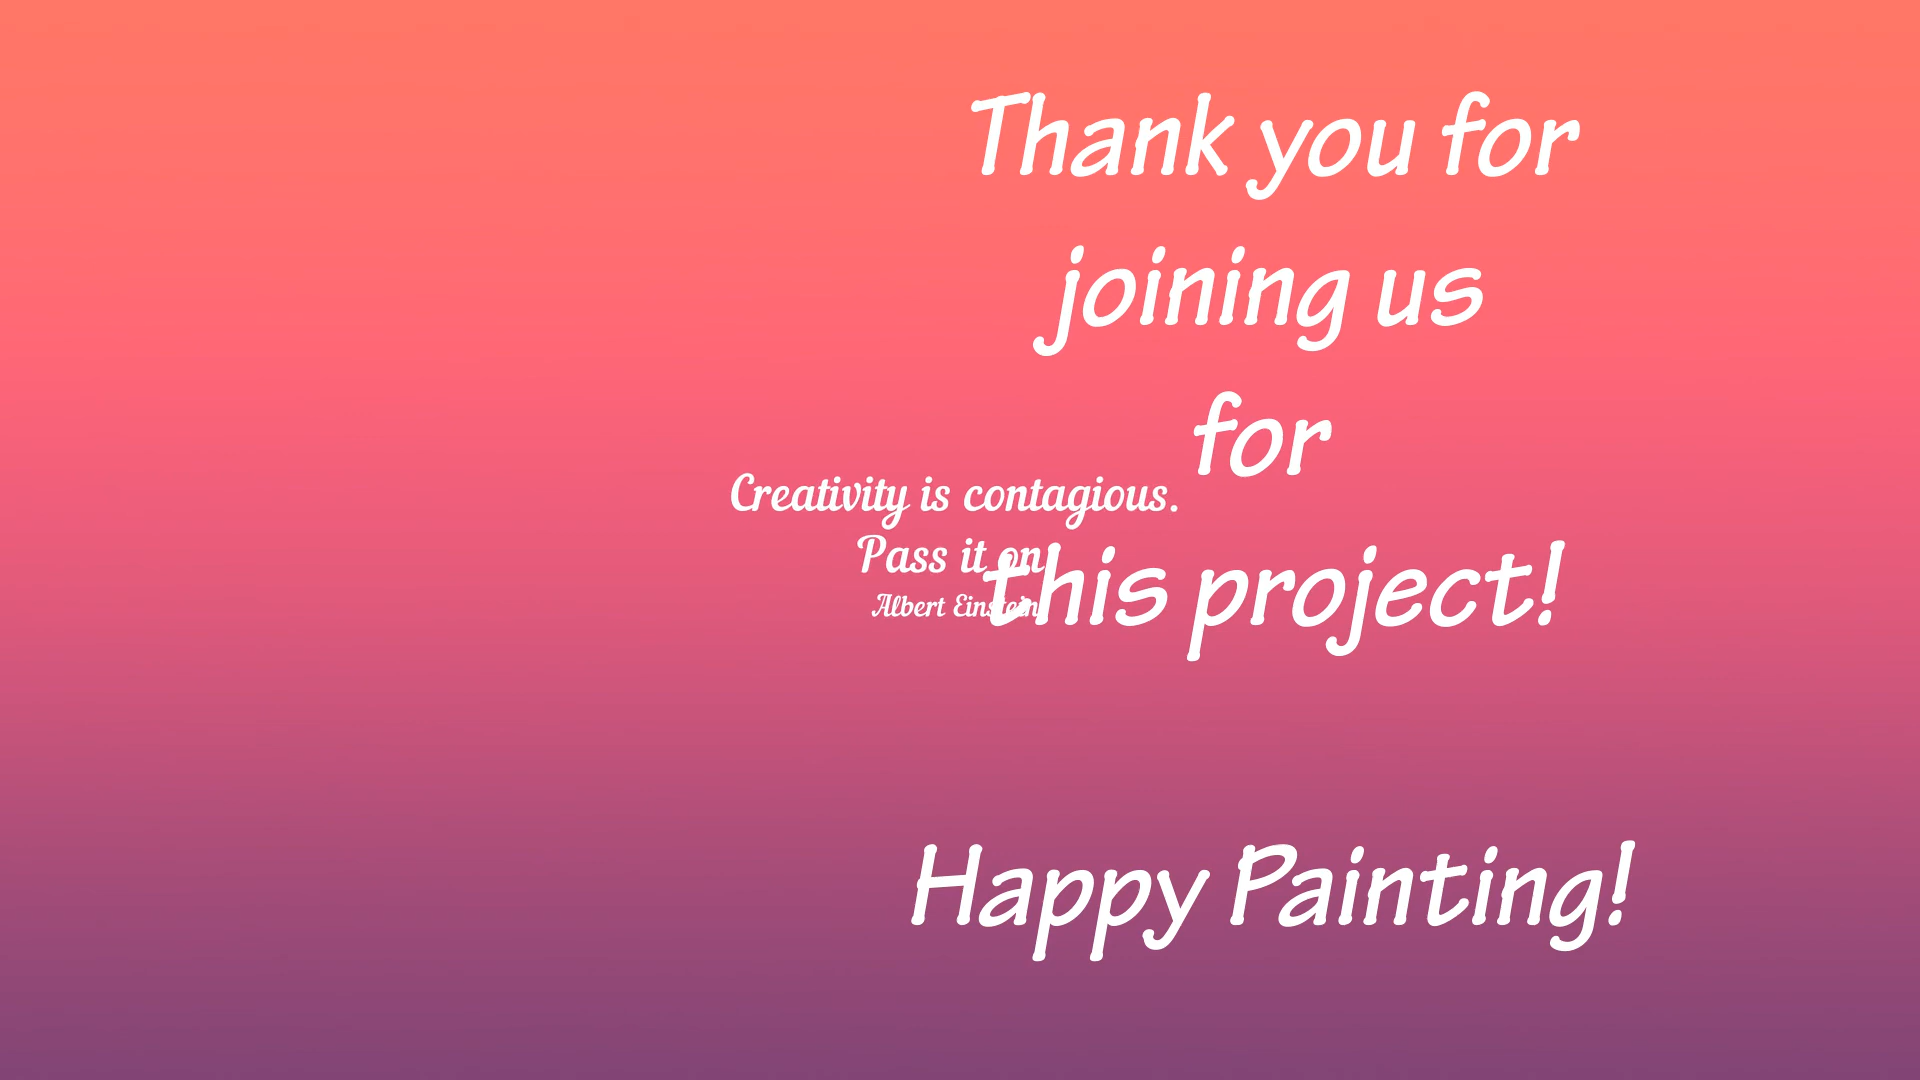 Thank you for
joining us
for
this project!
Happy Painting!
Creativity is contagious.
Pass it on
Albert Einstein